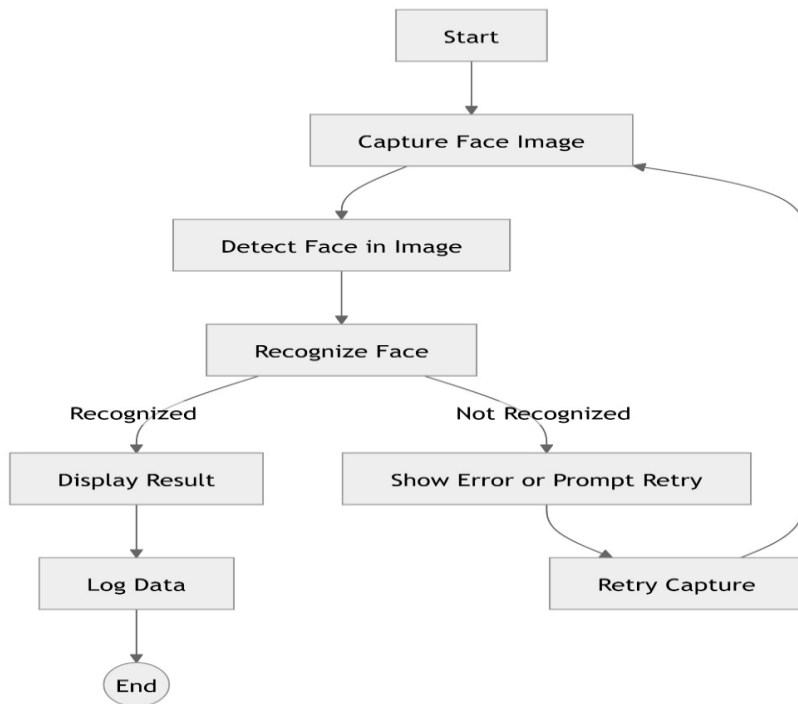 Start
Capture Face Image
Detect Face in Image
Recognize Face
Recognized
Not Recognized
Display Result
Show Error or Prompt Retry
Log Data
Retry Capture
End